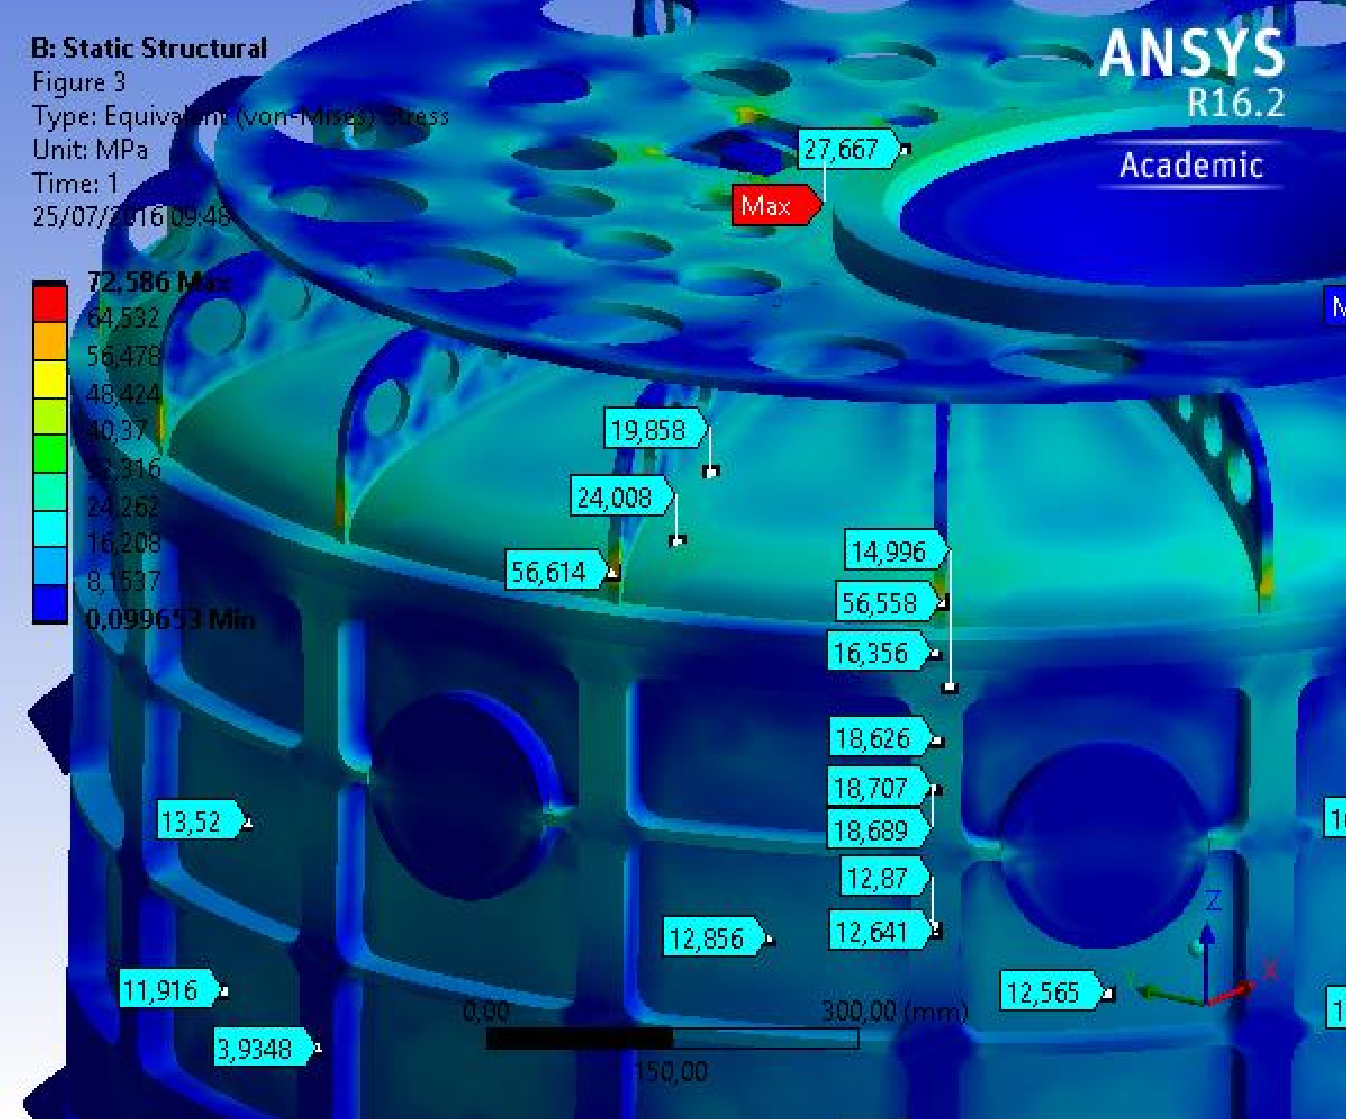 B: Static Structural
Figure 3
Type: Equivalent (von-Mises) Stress
Unit: MPa
Time: 1
25/07/2016 09:48
ANSYS
R16.2
Academic
27,667
Max
72,586 Max
64,532
56,478
48,424
40,37
32,316
24,262
16,208
8,1537
0,099653 Min
19,858
24,008
56,614
14,996
56,558
16,356
18,626
18,707
18,689
12,87
12,641
13,52
12,856
11,916
3,9348
12,565
Z
X
0,00
300,00 (mm)
150,00